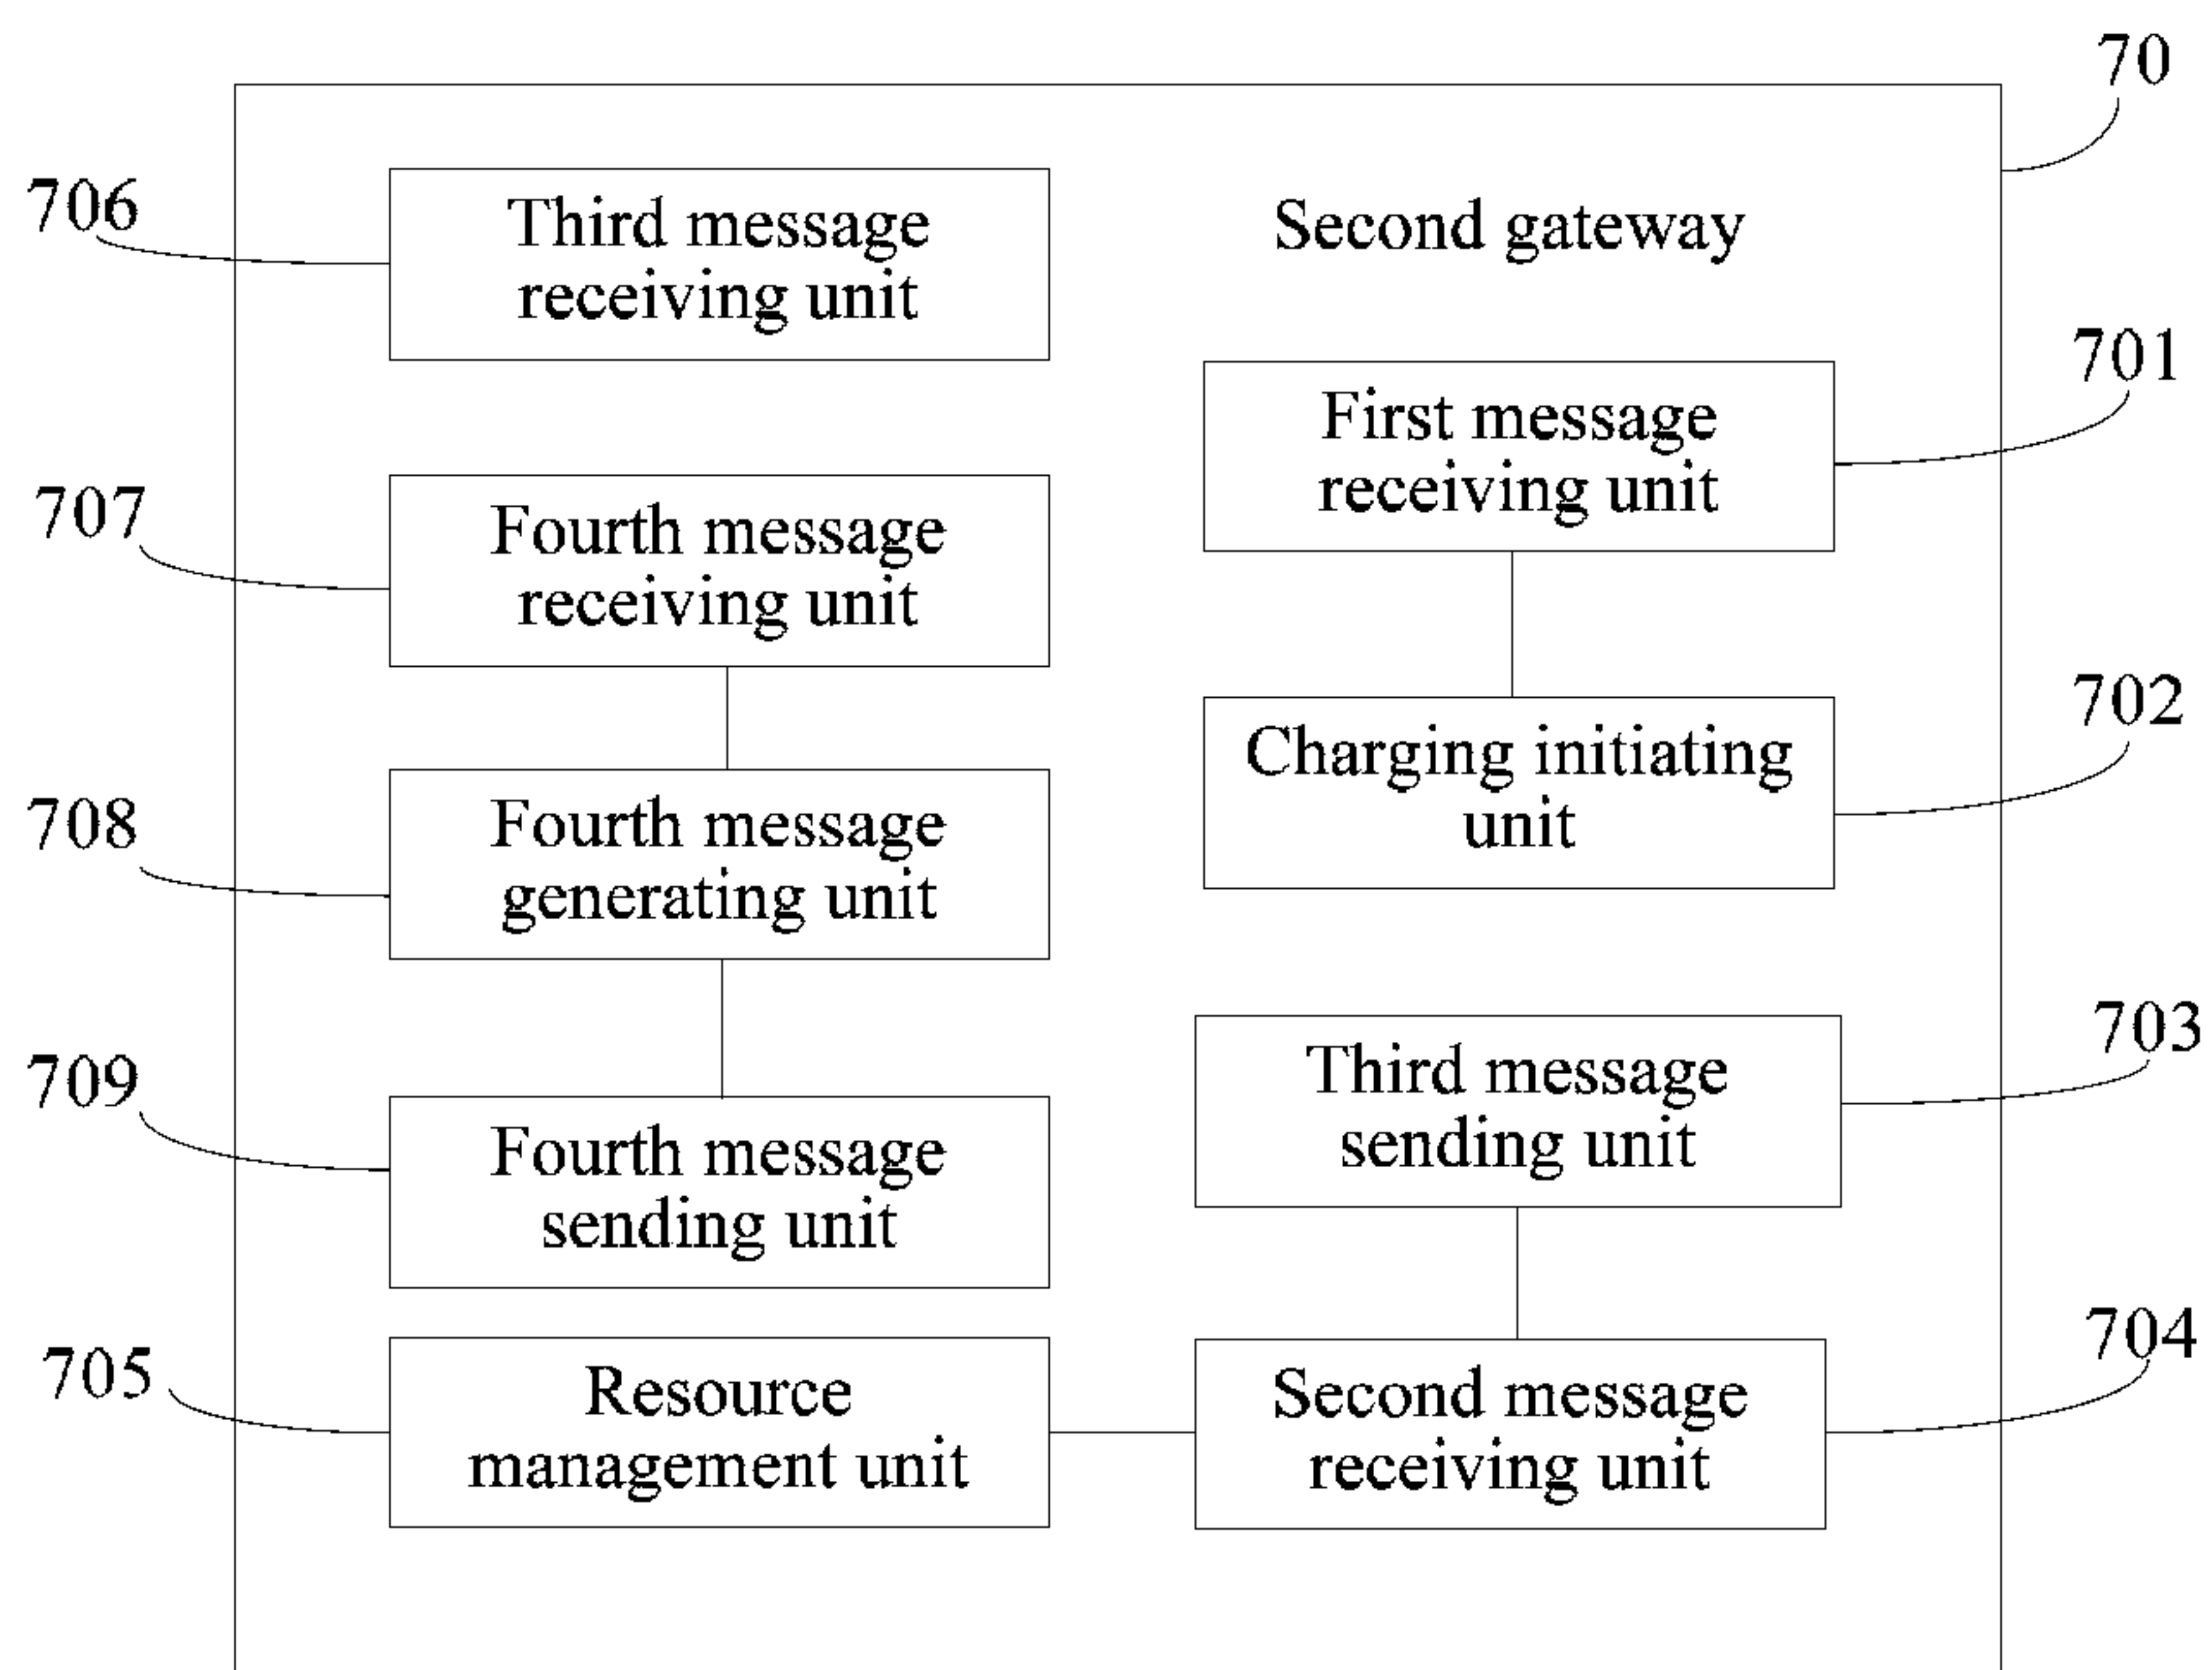 70
706
Third message
receiving unit
Second gateway
701
First message
receiving unit
707
Fourth message
receiving unit
702
Charging initiating
unit
708
Fourth message
generating unit
703
Third message
sending unit
709
Fourth message
sending unit
704
Second message
receiving unit
705
Resource
management unit